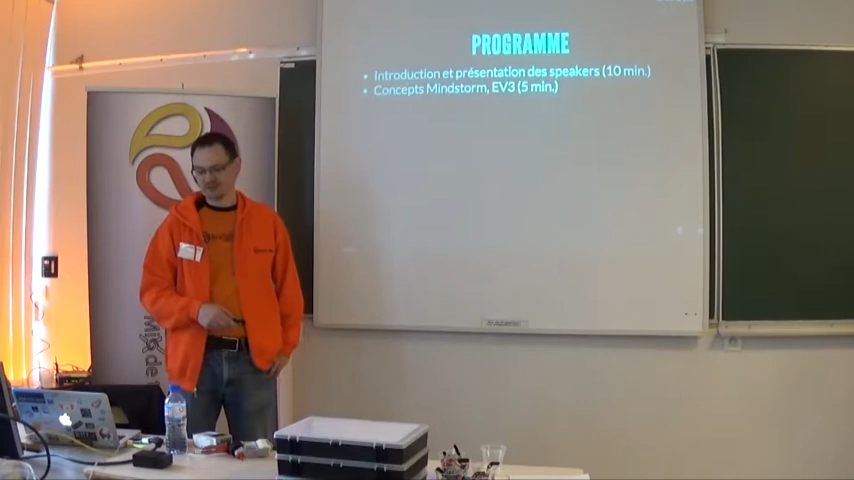 PROGRAMME
• Introduction et présentation des speakers (10 min.)
• Concepts Mindstorm, EV3 (5 min.)